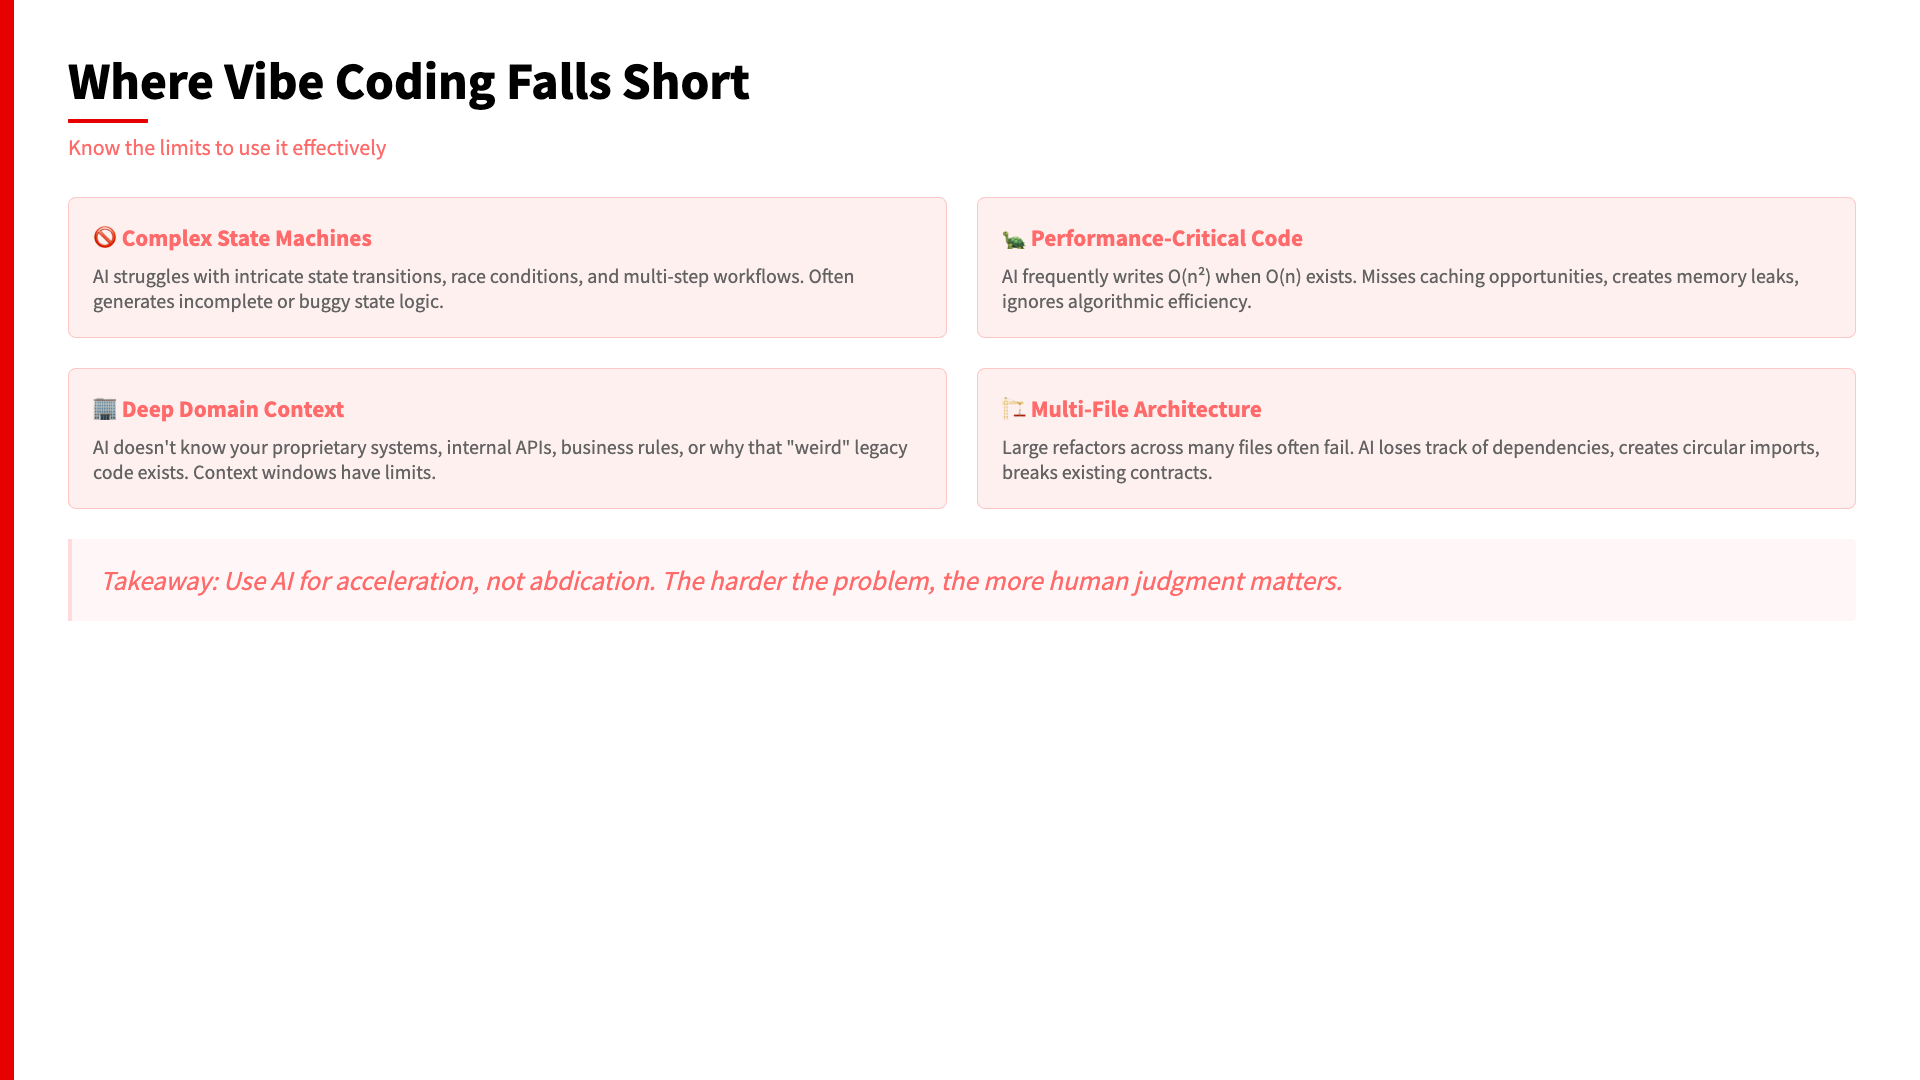 Where Vibe Coding Falls Short
Know the limits to use it effectively
🚫 Complex State Machines
AI struggles with intricate state transitions, race conditions, and multi-step workflows. Often
generates incomplete or buggy state logic.
🐢 Performance-Critical Code
AI frequently writes O(n²) when O(n) exists. Misses caching opportunities, creates memory leaks,
ignores algorithmic efficiency.
🏢 Deep Domain Context
AI doesn't know your proprietary systems, internal APIs, business rules, or why that "weird" legacy
code exists. Context windows have limits.
🏗️ Multi-File Architecture
Large refactors across many files often fail. AI loses track of dependencies, creates circular imports,
breaks existing contracts.
Takeaway: Use AI for acceleration, not abdication. The harder the problem, the more human judgment matters.